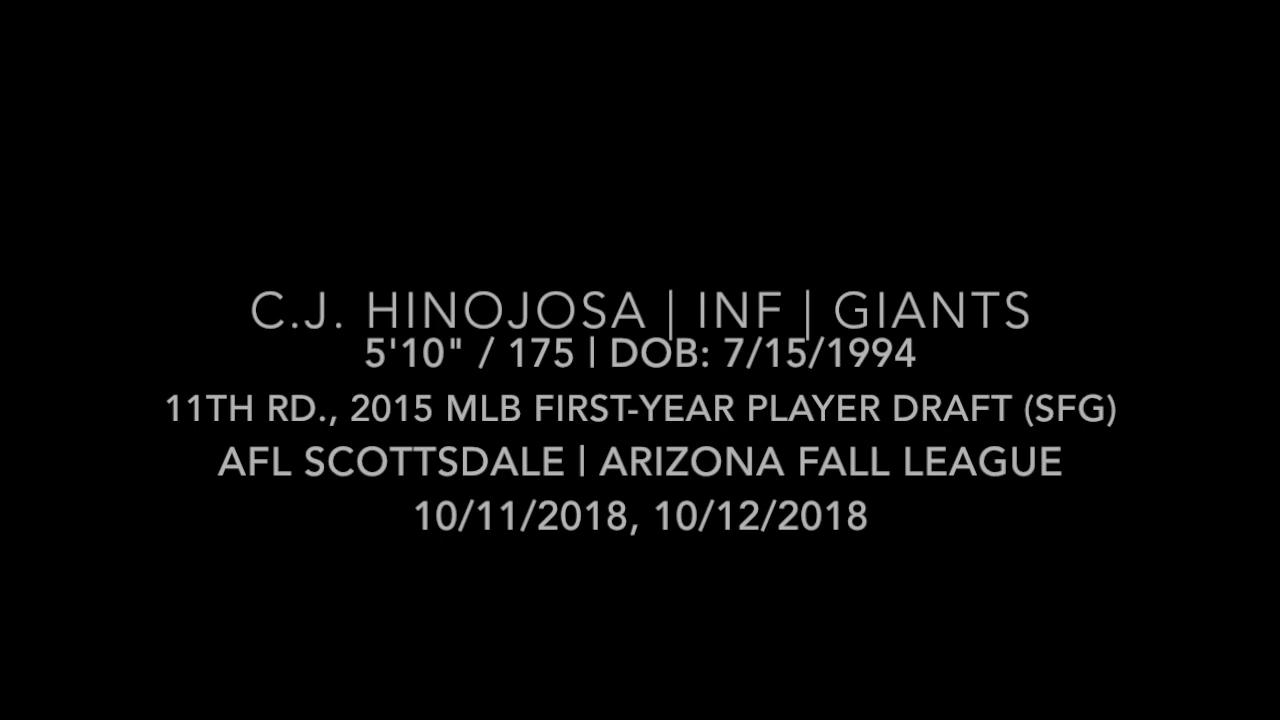 C.J. HINOJOSA | INF | GIANTS
5'10" / 175 | DOB: 7/15/1994
11TH RD., 2015 MLB FIRST-YEAR PLAYER DRAFT (SFG)
AFL SCOTTSDALE | ARIZONA FALL LEAGUE
10/11/2018, 10/12/2018